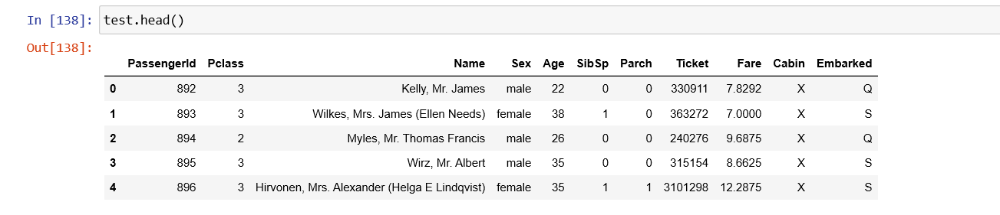 In [138]: test.head()
Out[138]:
PassengerId Pclass Name Sex Age SibSp Parch Ticket Fare Cabin Embarked
0 892 3 Kelly, Mr. James male 22 0 0 330911 7.8292 X Q
1 893 3 Wilkes, Mrs. James (Ellen Needs) female 38 1 0 363272 7.0000 X S
2 894 2 Myles, Mr. Thomas Francis male 26 0 0 240276 9.6875 X Q
3 895 3 Wirz, Mr. Albert male 35 0 0 315154 8.6625 X S
4 896 3 Hirvonen, Mrs. Alexander (Helga E Lindqvist) female 35 1 1 3101298 12.2875 X S